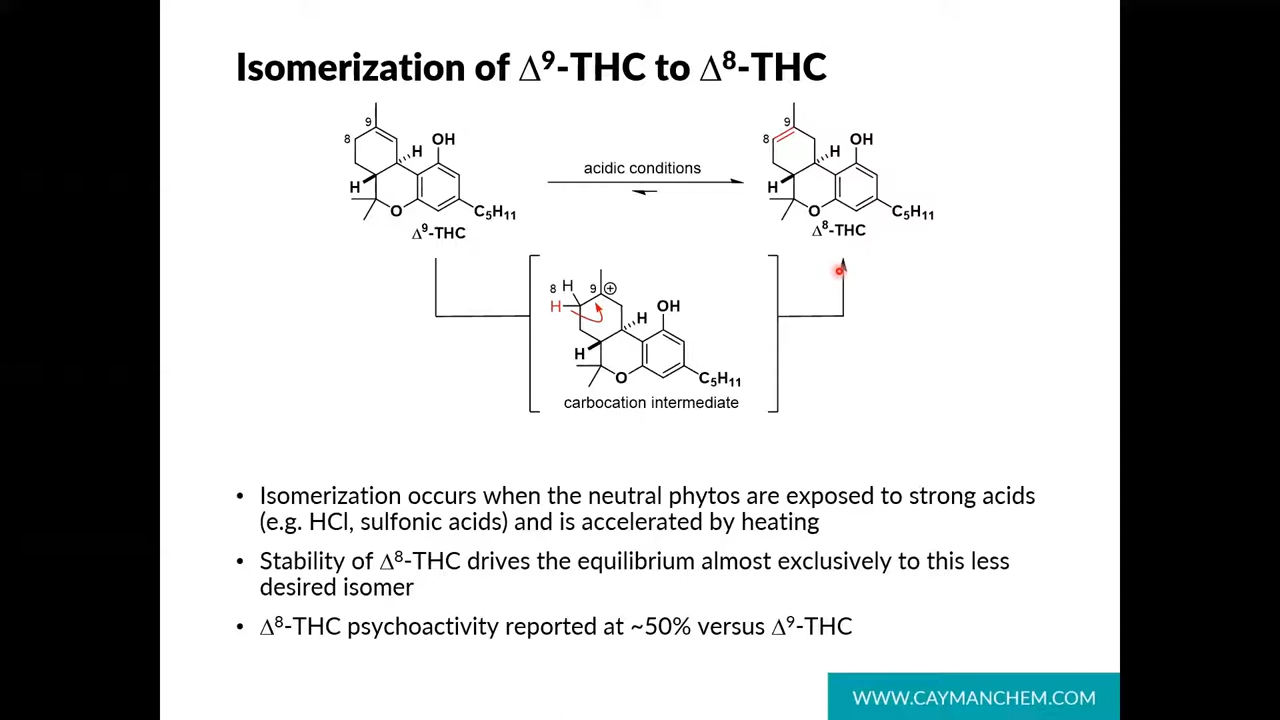 Isomerization of Δ⁹-THC to Δ⁸-THC
9
8
OH
H
H
O
C₅H₁₁
Δ⁹-THC
acidic conditions
9
8
OH
H
H
O
C₅H₁₁
Δ⁸-THC
8 H 9 ⊕
H
OH
H
H
O
C₅H₁₁
carbocation intermediate
• Isomerization occurs when the neutral phytos are exposed to strong acids
(e.g. HCl, sulfonic acids) and is accelerated by heating
• Stability of Δ⁸-THC drives the equilibrium almost exclusively to this less
desired isomer
• Δ⁸-THC psychoactivity reported at ~50% versus Δ⁹-THC
WWW.CAYMANCHEM.COM